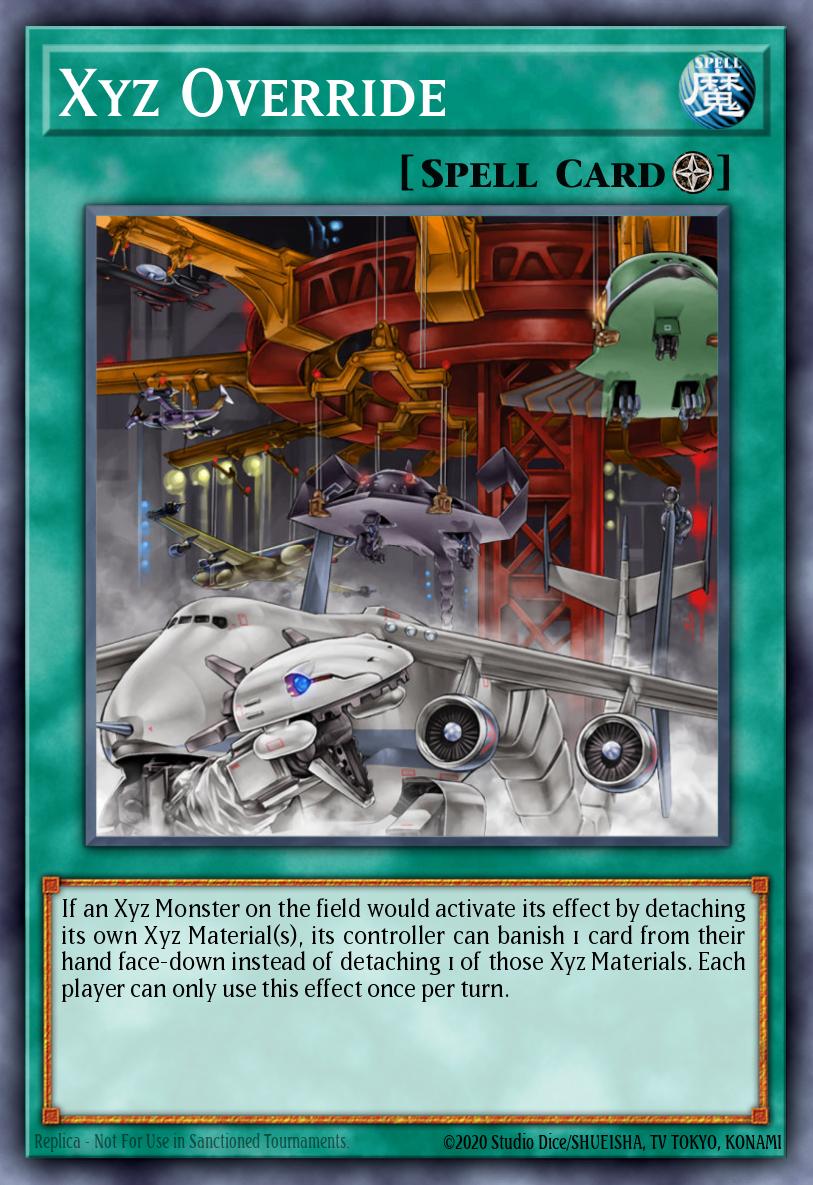 Xyz Override
SPELL
魔
[Spell Card]
If an Xyz Monster on the field would activate its effect by detaching
its own Xyz Material(s), its controller can banish 1 card from their
hand face-down instead of detaching 1 of those Xyz Materials. Each
player can only use this effect once per turn.
Replica - Not For Use in Sanctioned Tournaments.
©2020 Studio Dice/SHUEISHA, TV TOKYO, KONAMI